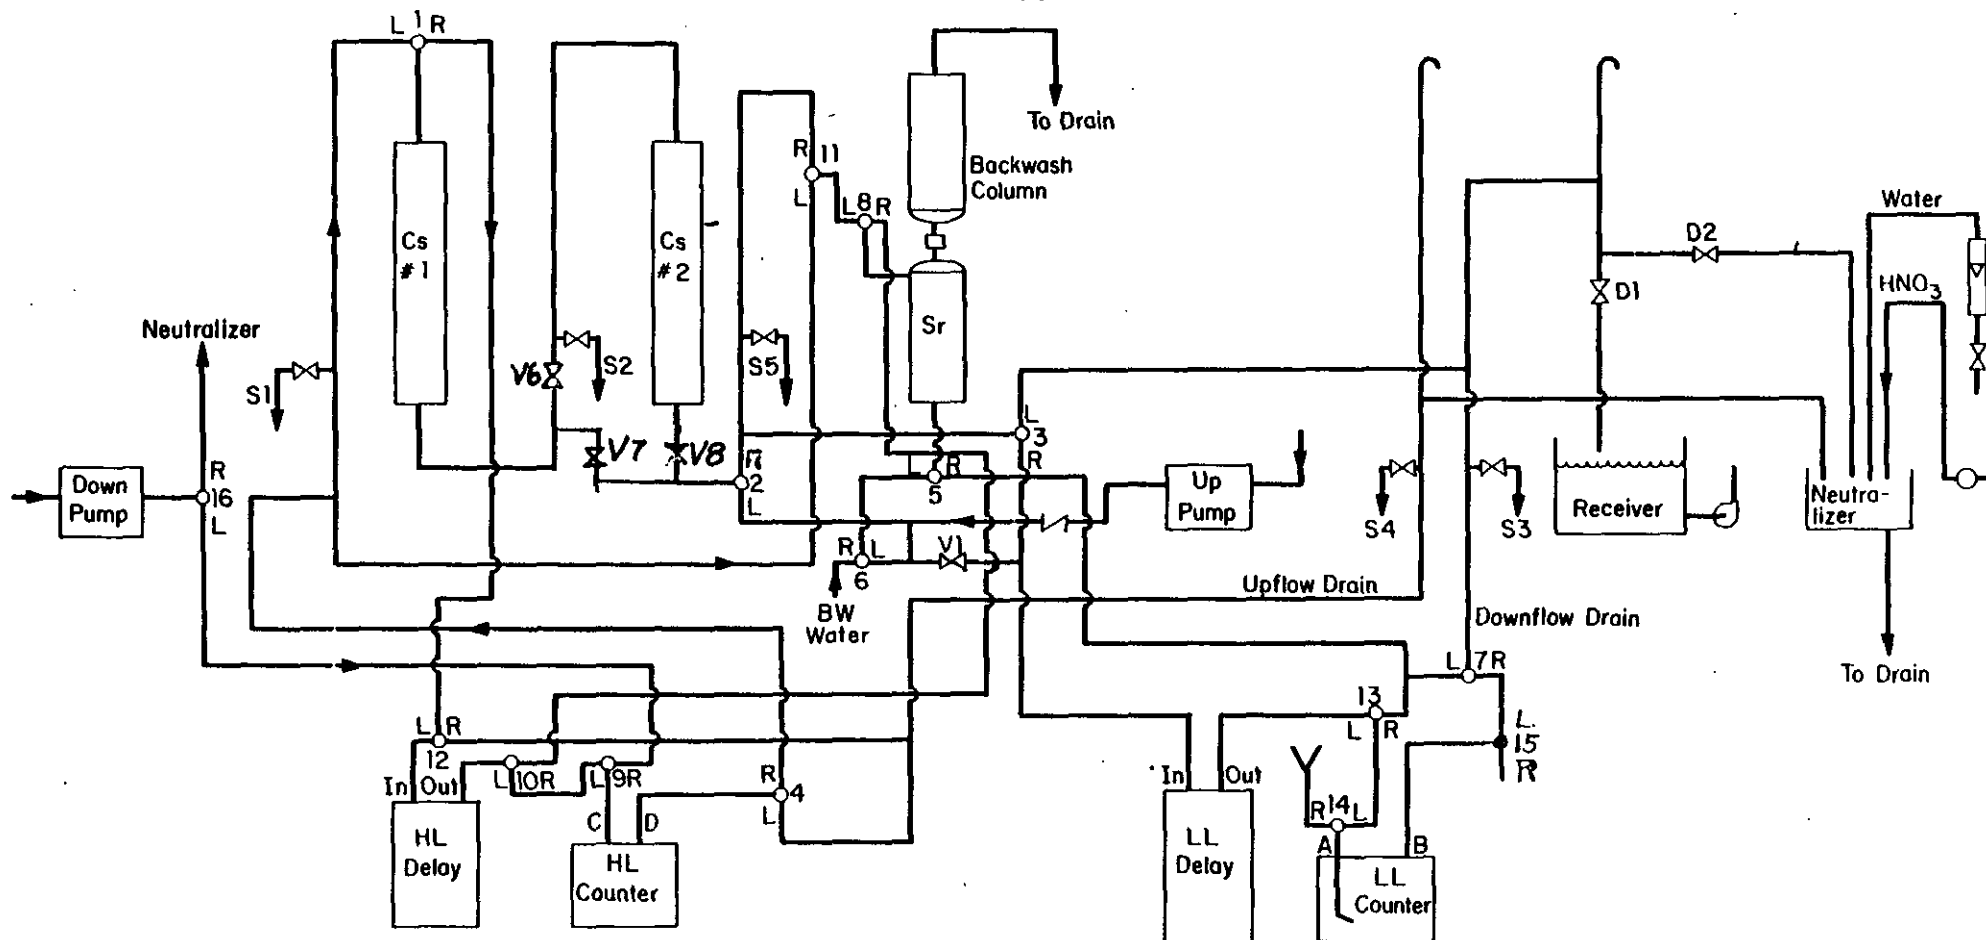 L 1 R
To Drain
R 11
L
Backwash
Column
L 8 R
Cs
#1
Cs
#2
Sr
Water
D2
HNO3
D1
Neutralizer
S1
V6
S2
S5
V7
V8
L
3
R
R
2
L
R
5
Down
Pump
R
16
L
Up
Pump
S4
S3
Receiver
Neutra-
lizer
R L
6
V1
BW
Water
Upflow Drain
Downflow Drain
To Drain
L 7 R
13
L R
L
15
R
L R
12
In Out
L 10 R
L 9 R
R
4
L
C D
HL
Delay
HL
Counter
In Out
R 14 L
A B
LL
Delay
LL
Counter